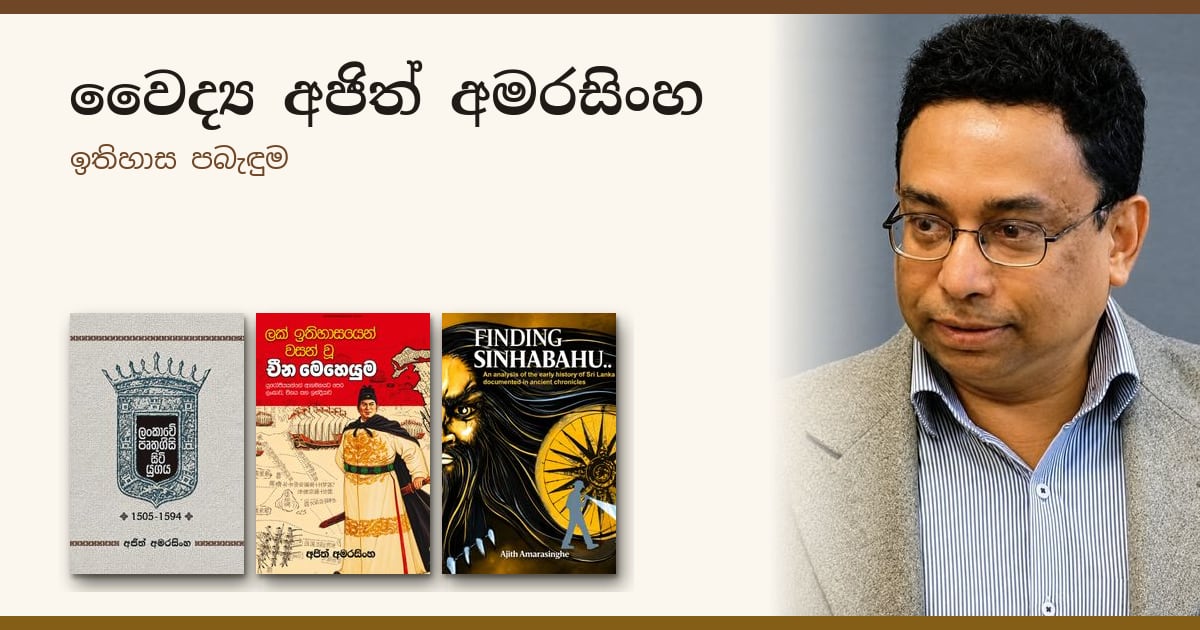 වෛද්‍ය අජිත් අමරසිංහ
ඉතිහාස පබැඳුම
ලංකාවේ
පෘතුගීසි
සිටි
යුගය
1505-1594
අජිත් අමරසිංහ
ලක් ඉතිහාසයෙන්
වසන් වූ
චීන මෙහෙයුම
අජිත් අමරසිංහ
FINDING
SINHABAHU..
An analysis of the early history of Sri Lanka
documented in ancient chronicles
Ajith Amarasinghe